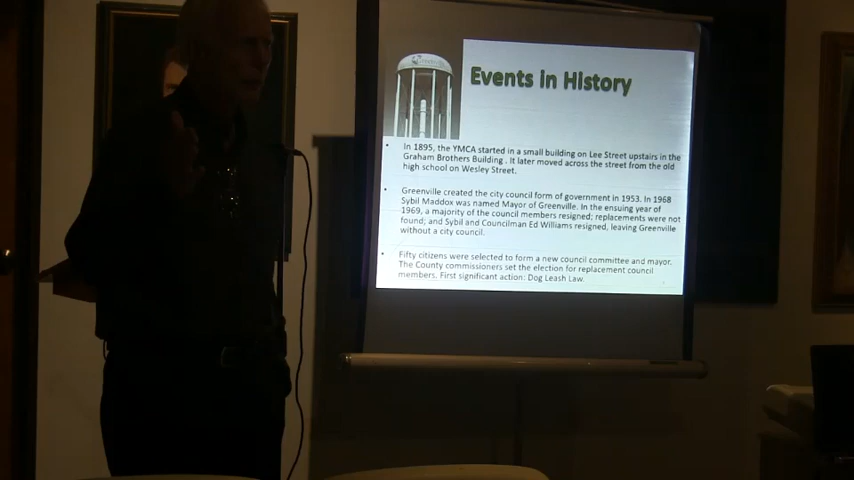 Events in History
• In 1895, the YMCA started in a small building on Lee Street upstairs in the
Graham Brothers Building . It later moved across the street from the old
high school on Wesley Street.
• Greenville created the city council form of government in 1953. In 1968
Sybil Maddox was named Mayor of Greenville. In the ensuing year of
1969, a majority of the council members resigned; replacements were not
found; and Sybil and Councilman Ed Williams resigned, leaving Greenville
without a city council.
• Fifty citizens were selected to form a new council committee and mayor.
The County commissioners set the election for replacement council
members. First significant action: Dog Leash Law.